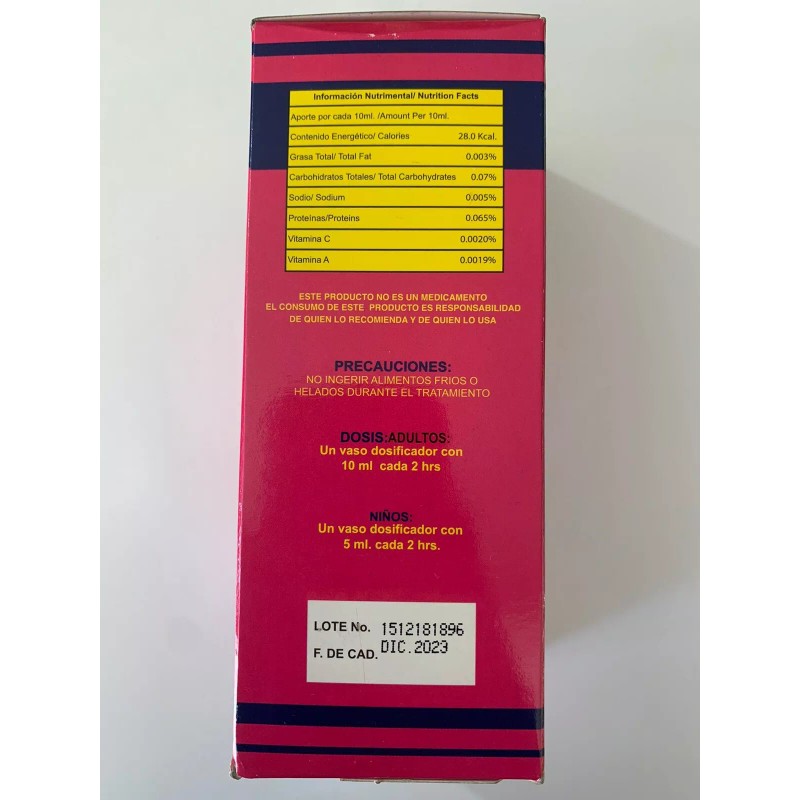 Información Nutrimental/ Nutrition Facts
Aporte por cada 10ml. /Amount Per 10ml.
Contenido Energético/ Calories 28.0 Kcal.
Grasa Total/ Total Fat 0.003%
Carbohidratos Totales/ Total Carbohydrates 0.07%
Sodio/ Sodium 0.005%
Proteínas/Proteins 0.065%
Vitamina C 0.0020%
Vitamina A 0.0019%
ESTE PRODUCTO NO ES UN MEDICAMENTO
EL CONSUMO DE ESTE PRODUCTO ES RESPONSABILIDAD
DE QUIEN LO RECOMIENDA Y DE QUIEN LO USA
PRECAUCIONES:
NO INGERIR ALIMENTOS FRIOS O
HELADOS DURANTE EL TRATAMIENTO
DOSIS:ADULTOS:
Un vaso dosificador con
10 ml cada 2 hrs
NIÑOS:
Un vaso dosificador con
5 ml. cada 2 hrs.
LOTE No. 1512181896
F. DE CAD. DIC.2023